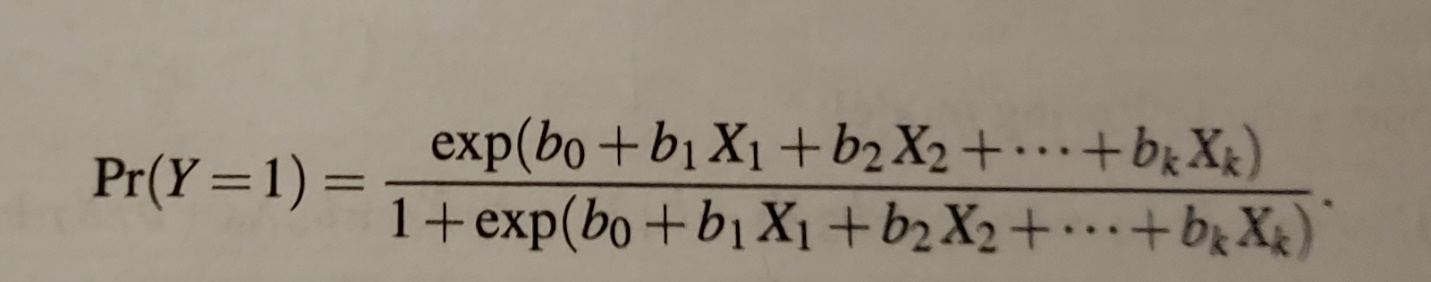 Pr(Y = 1) = exp(b₀ + b₁X₁ + b₂X₂ + ··· + bₖXₖ) / 1 + exp(b₀ + b₁X₁ + b₂X₂ + ··· + bₖXₖ) .